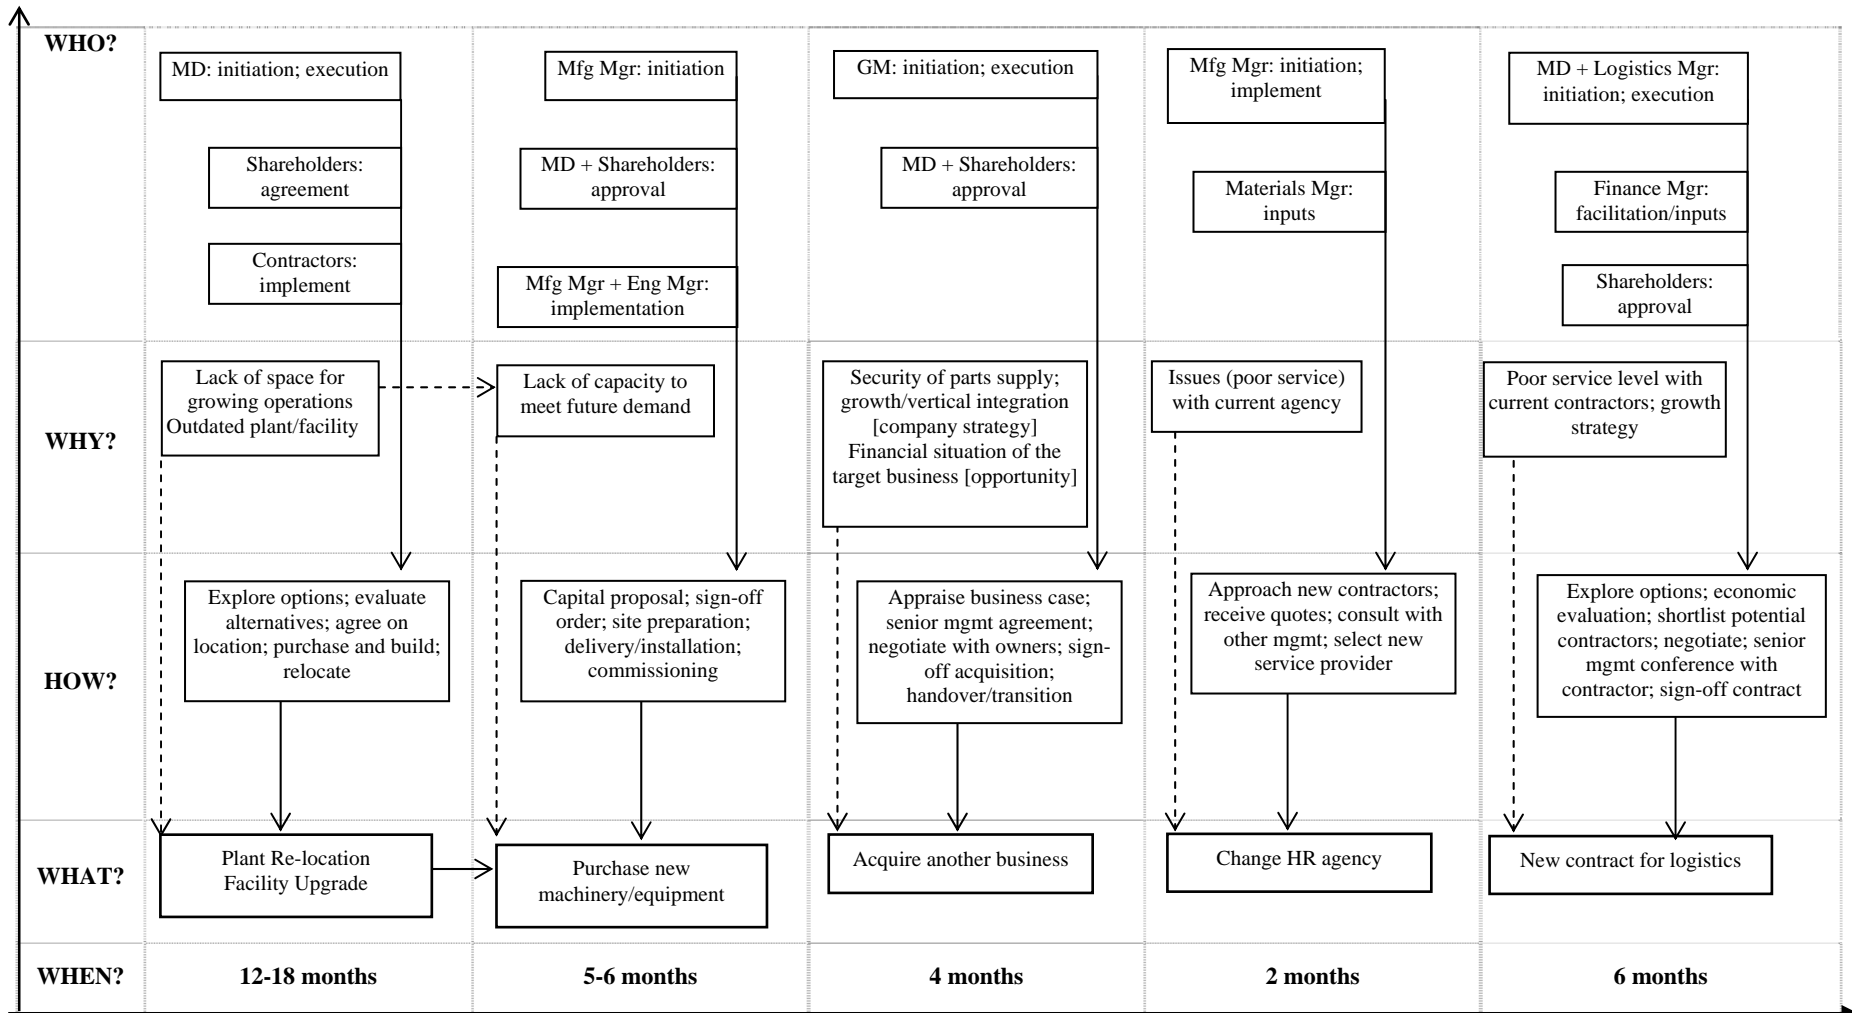 WHO?
MD: initiation; execution
Shareholders:
agreement
Contractors:
implement
Mfg Mgr: initiation
MD + Shareholders:
approval
Mfg Mgr + Eng Mgr:
implementation
GM: initiation; execution
MD + Shareholders:
approval
Mfg Mgr: initiation;
implement
Materials Mgr:
inputs
MD + Logistics Mgr:
initiation; execution
Finance Mgr:
facilitation/inputs
Shareholders:
approval
WHY?
Lack of space for
growing operations
Outdated plant/facility
Lack of capacity to
meet future demand
Security of parts supply;
growth/vertical integration
[company strategy]
Financial situation of the
target business [opportunity]
Issues (poor service)
with current agency
Poor service level with
current contractors; growth
strategy
HOW?
Explore options; evaluate
alternatives; agree on
location; purchase and build;
relocate
Capital proposal; sign-off
order; site preparation;
delivery/installation;
commissioning
Appraise business case;
senior mgmt agreement;
negotiate with owners; sign-
off acquisition;
handover/transition
Approach new contractors;
receive quotes; consult with
other mgmt; select new
service provider
Explore options; economic
evaluation; shortlist potential
contractors; negotiate; senior
mgmt conference with
contractor; sign-off contract
WHAT?
Plant Re-location
Facility Upgrade
Purchase new
machinery/equipment
Acquire another business
Change HR agency
New contract for logistics
WHEN?
12-18 months
5-6 months
4 months
2 months
6 months